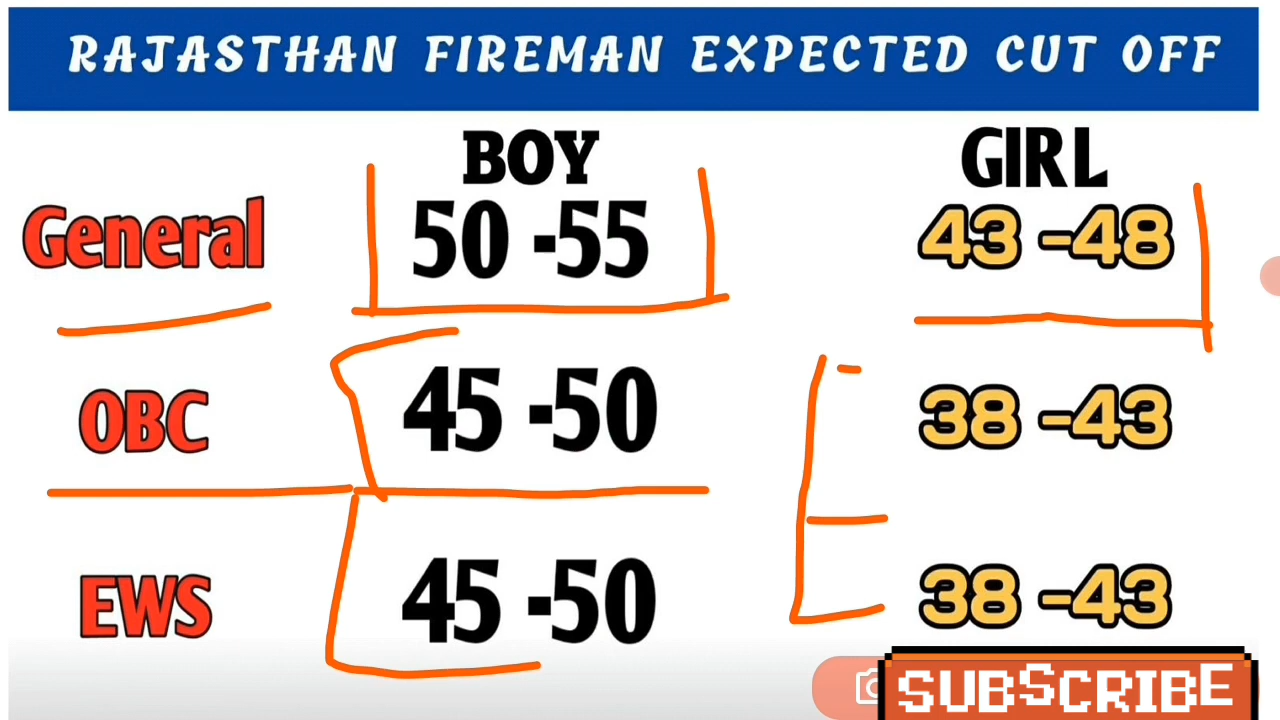 RAJASTHAN FIREMAN EXPECTED CUT OFF
BOY GIRL
General 50 -55 43 -48
OBC 45 -50 38 -43
EWS 45 -50 38 -43
SUBSCRIBE